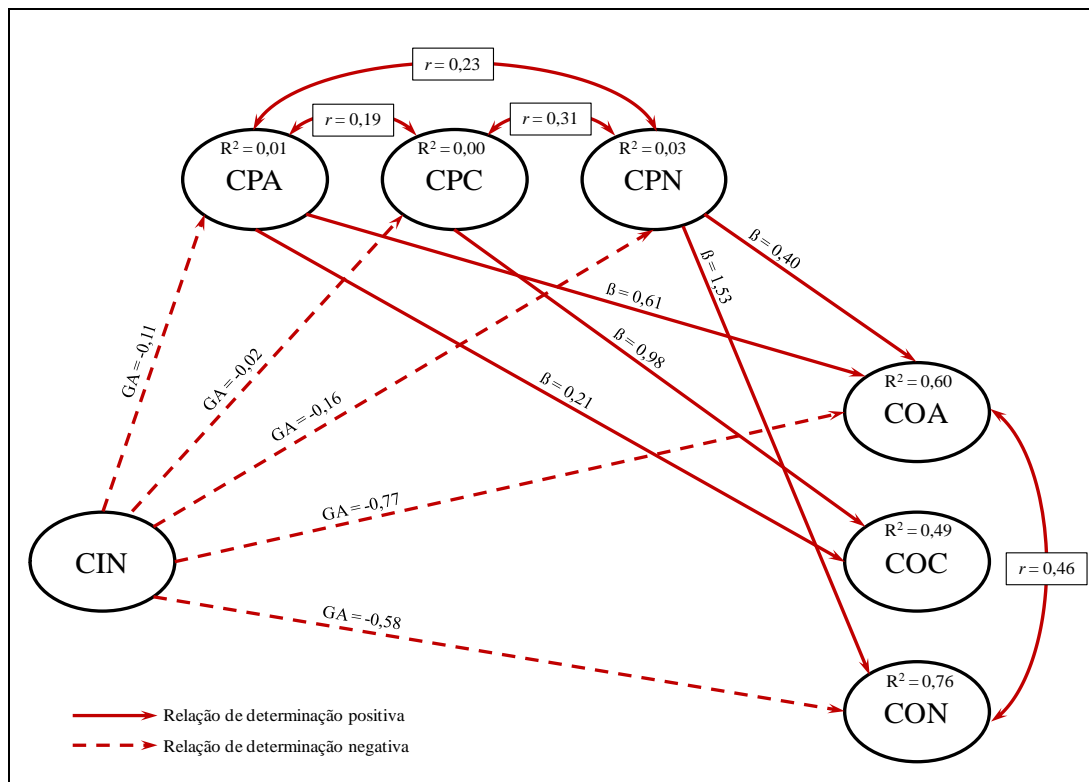 r = 0,23
r = 0,19
r = 0,31
R² = 0,01
CPA
R² = 0,00
CPC
R² = 0,03
CPN
ß = 0,40
ß = 1,53
ß = 0,61
ß = 0,98
ß = 0,21
GA = -0,11
GA = -0,02
GA = -0,16
GA = -0,77
GA = -0,58
R² = 0,60
COA
CIN
R² = 0,49
COC
r = 0,46
R² = 0,76
CON
Relação de determinação positiva
Relação de determinação negativa